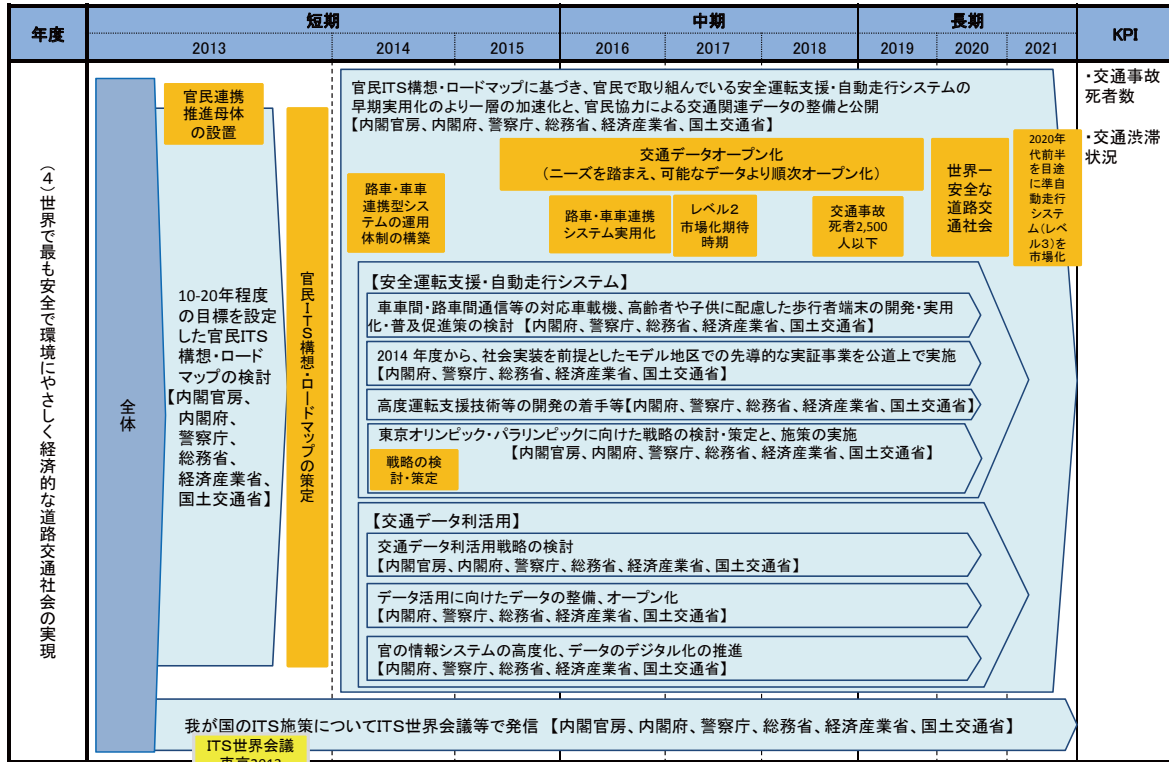 年度
短期
中期
長期
KPI
2013
2014
2015
2016
2017
2018
2019
2020
2021
(4)世界で最も安全で環境にやさしく経済的な道路交通社会の実現
全体
官民連携
推進母体
の設置
10-20年程度
の目標を設定
した官民ITS
構想・ロード
マップの検討
【内閣官房、
内閣府、
警察庁、
総務省、
経済産業省、
国土交通省】
官民ITS構想・ロードマップの策定
官民ITS構想・ロードマップに基づき、官民で取り組んでいる安全運転支援・自動走行システムの
早期実用化のより一層の加速化と、官民協力による交通関連データの整備と公開
【内閣官房、内閣府、警察庁、総務省、経済産業省、国土交通省】
交通データオープン化
(ニーズを踏まえ、可能なデータより順次オープン化)
路車・車車
連携型シス
テムの運用
体制の構築
路車・車車連携
システム実用化
レベル2
市場化期待
時期
交通事故
死者2,500
人以下
世界一
安全な
道路交
通社会
2020年
代前半
を目途
に準自
動走行
システ
ム(レベ
ル3)を
市場化
・交通事故
死者数
・交通渋滞
状況
【安全運転支援・自動走行システム】
車車間・路車間通信等の対応車載機、高齢者や子供に配慮した歩行者端末の開発・実用
化・普及促進策の検討 【内閣府、警察庁、総務省、経済産業省、国土交通省】
2014 年度から、社会実装を前提としたモデル地区での先導的な実証事業を公道上で実施
【内閣府、警察庁、総務省、経済産業省、国土交通省】
高度運転支援技術等の開発の着手等【内閣府、警察庁、総務省、経済産業省、国土交通省】
東京オリンピック・パラリンピックに向けた戦略の検討・策定と、施策の実施
【内閣官房、内閣府、警察庁、総務省、経済産業省、国土交通省】
戦略の検
討・策定
【交通データ利活用】
交通データ利活用戦略の検討
【内閣官房、内閣府、警察庁、総務省、経済産業省、国土交通省】
データ活用に向けたデータの整備、オープン化
【内閣府、警察庁、総務省、経済産業省、国土交通省】
官の情報システムの高度化、データのデジタル化の推進
【内閣府、警察庁、総務省、経済産業省、国土交通省】
我が国のITS施策についてITS世界会議等で発信 【内閣官房、内閣府、警察庁、総務省、経済産業省、国土交通省】
ITS世界会議
東京2013